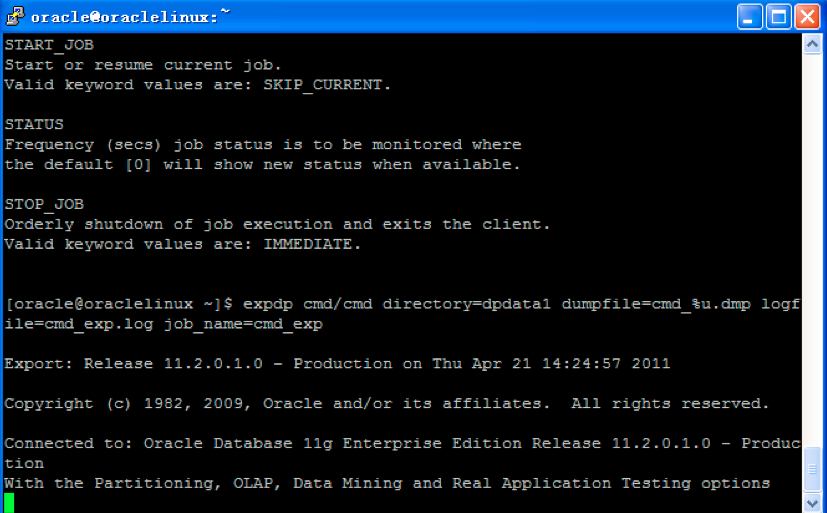 oracle@oraclelinux:~
START_JOB
Start or resume current job.
Valid keyword values are: SKIP_CURRENT.
STATUS
Frequency (secs) job status is to be monitored where
the default [0] will show new status when available.
STOP_JOB
Orderly shutdown of job execution and exits the client.
Valid keyword values are: IMMEDIATE.
[oracle@oraclelinux ~]$ expdp cmd/cmd directory=dpdata1 dumpfile=cmd_%u.dmp logf
ile=cmd_exp.log job_name=cmd_exp
Export: Release 11.2.0.1.0 - Production on Thu Apr 21 14:24:57 2011
Copyright (c) 1982, 2009, Oracle and/or its affiliates.  All rights reserved.
Connected to: Oracle Database 11g Enterprise Edition Release 11.2.0.1.0 - Produc
tion
With the Partitioning, OLAP, Data Mining and Real Application Testing options